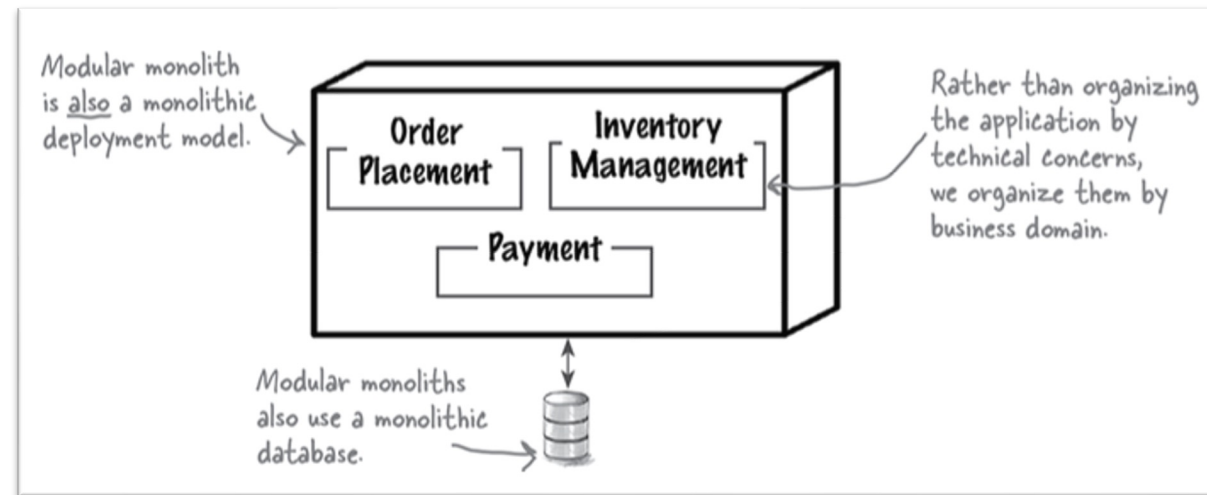 Modular monolith
is also a monolithic
deployment model.
Order
Placement
Inventory
Management
Payment
Rather than organizing
the application by
technical concerns,
we organize them by
business domain.
Modular monoliths
also use a monolithic
database.